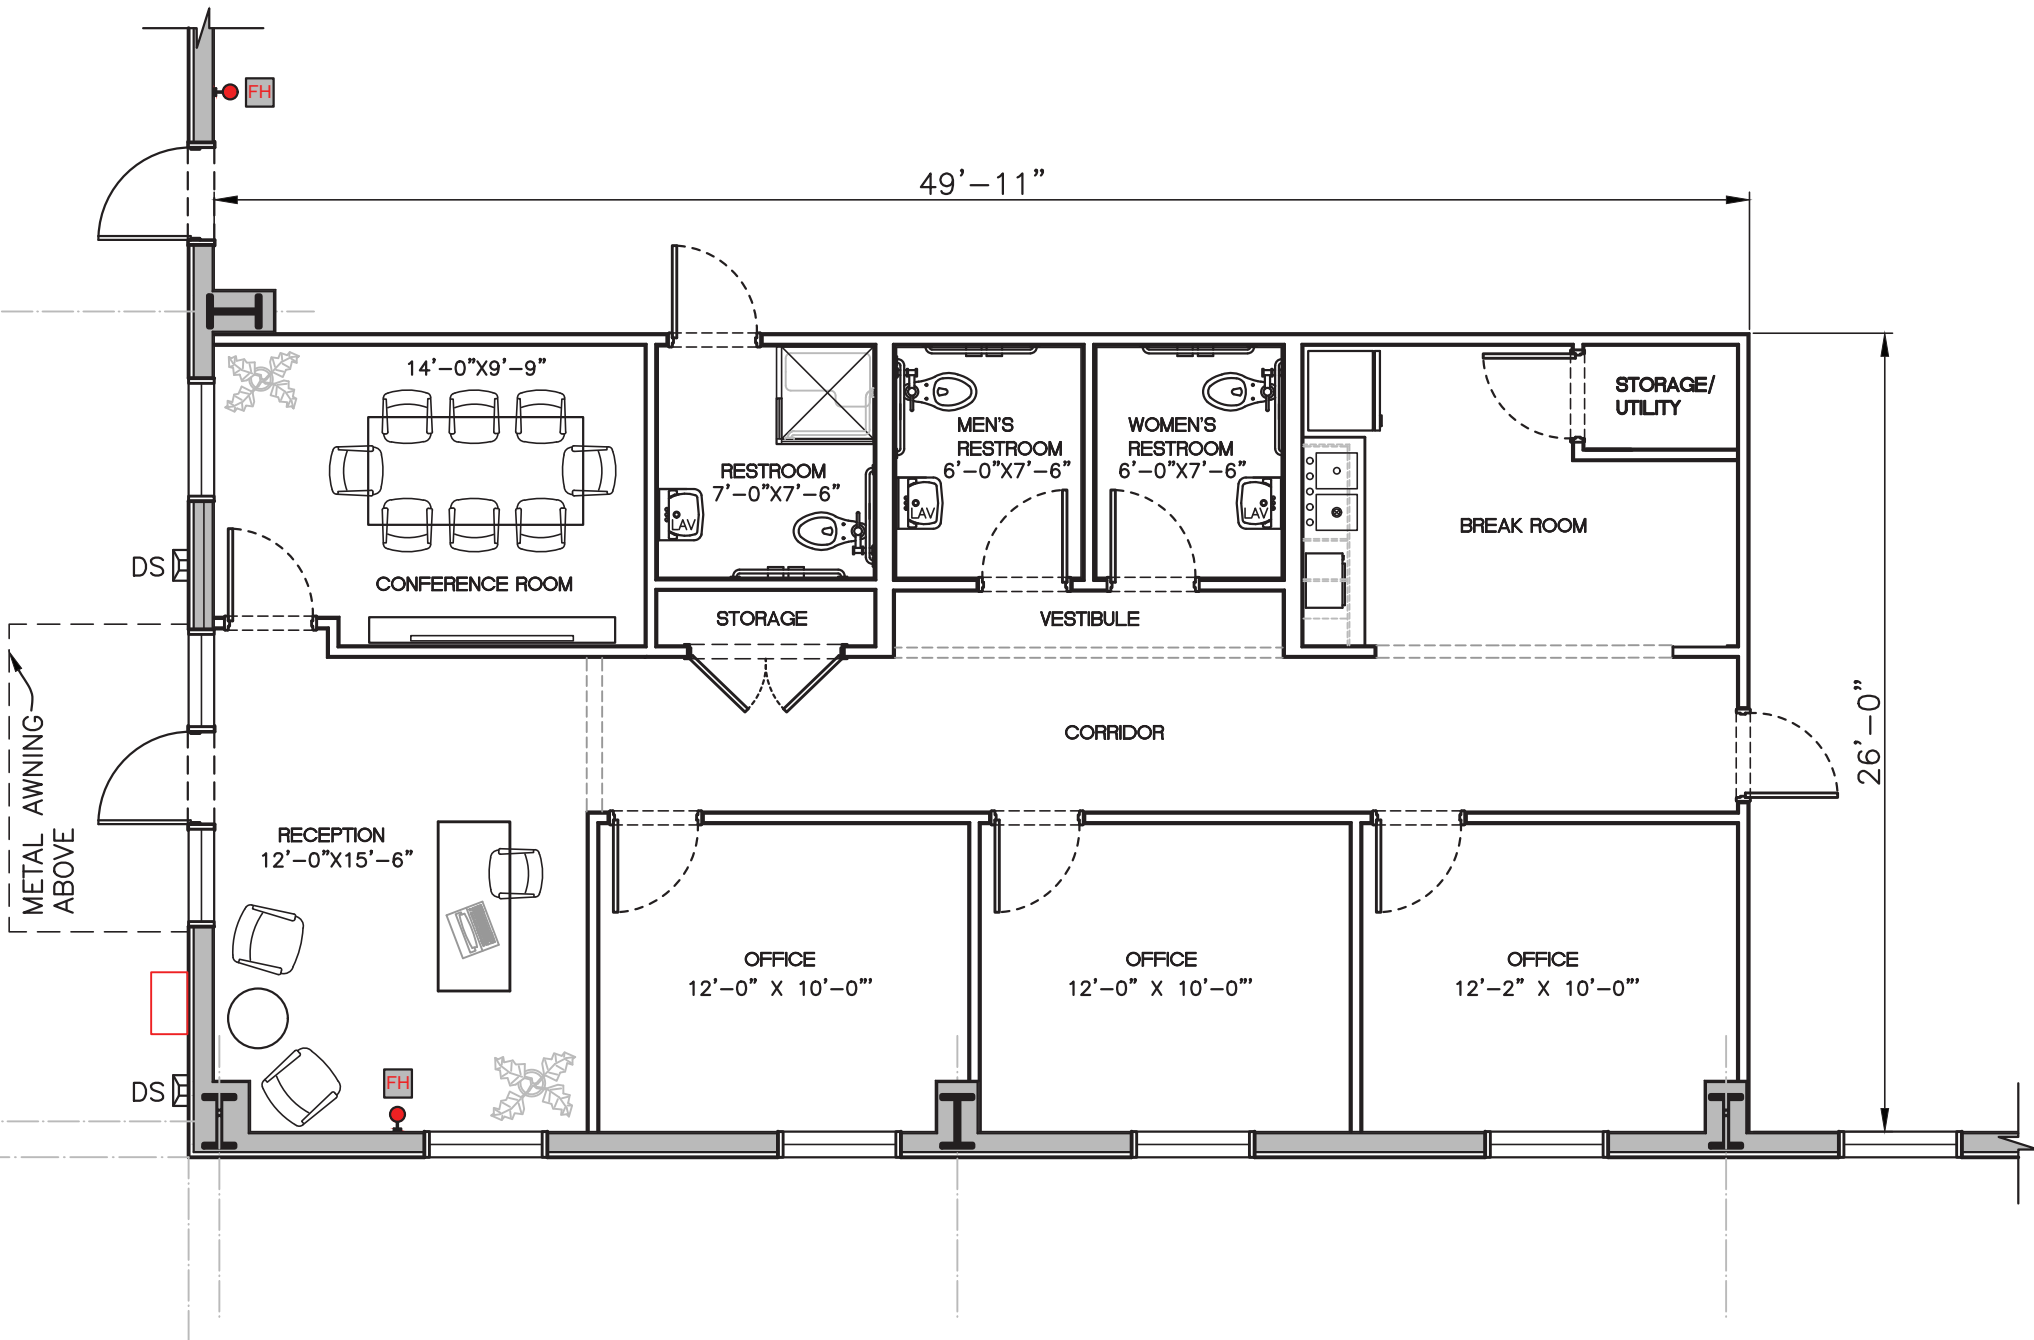 FH
49'-11"
14'-0"X9'-9"
CONFERENCE ROOM
RESTROOM
7'-0"X7'-6"
LAV
MEN'S
RESTROOM
6'-0"X7'-6"
LAV
WOMEN'S
RESTROOM
6'-0"X7'-6"
LAV
STORAGE/
UTILITY
BREAK ROOM
DS
STORAGE
VESTIBULE
CORRIDOR
26'-0"
METAL AWNING
ABOVE
RECEPTION
12'-0"X15'-6"
OFFICE
12'-0" X 10'-0"'
OFFICE
12'-0" X 10'-0"'
OFFICE
12'-2" X 10'-0"'
FH
DS